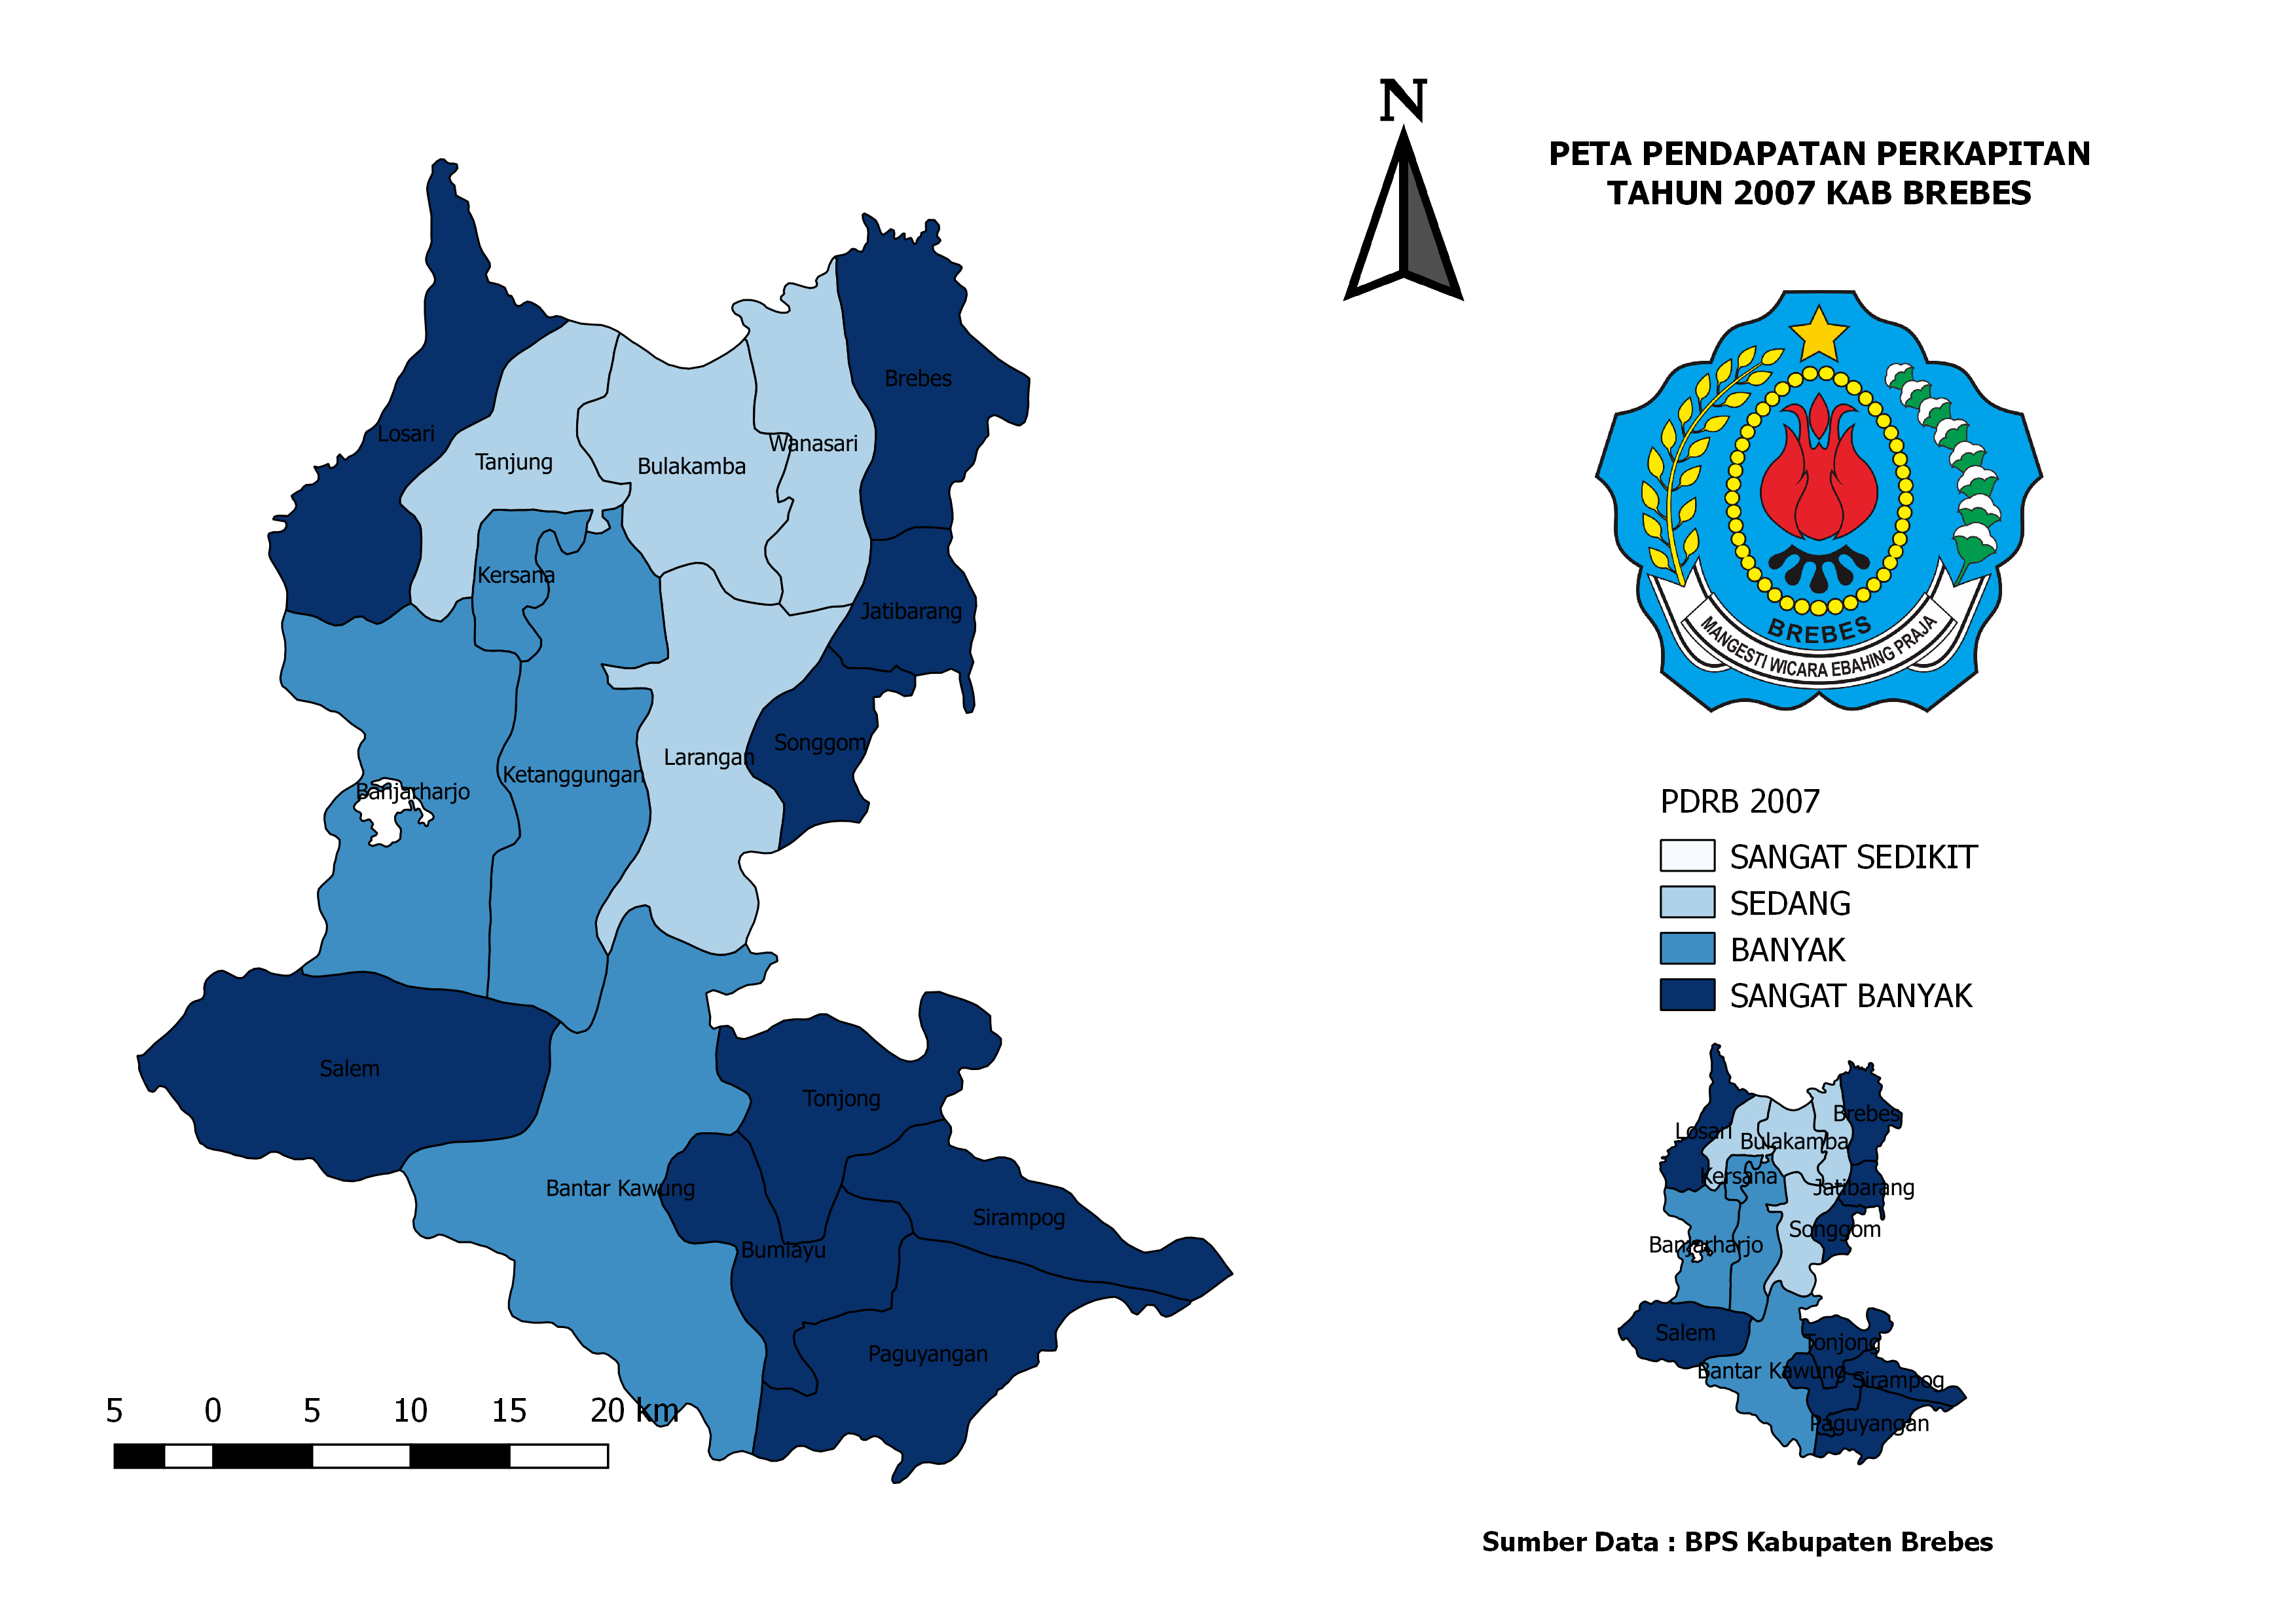 N
PETA PENDAPATAN PERKAPITAN
TAHUN 2007 KAB BREBES
Brebes
Losari
Wanasari
Tanjung
Bulakamba
Kersana
Jatibarang
Songgom
Larangan
Ketanggungan
Banjarharjo
Salem
Tonjong
Bantar Kawung
Sirampog
Bumiayu
Paguyangan
5 0 5 10 15 20 km
BREBES
MANGESTI WICARA EBAHING PRAJA
PDRB 2007
SANGAT SEDIKIT
SEDANG
BANYAK
SANGAT BANYAK
Brebes
Losari
Bulakamba
Kersana
Jatibarang
Songgom
Banjarharjo
Salem
Tonjong
Bantar Kawung
Sirampog
Paguyangan
Sumber Data : BPS Kabupaten Brebes